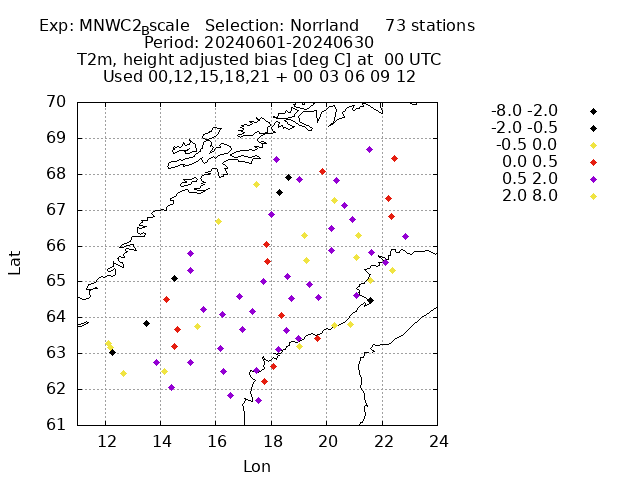 Exp: MNWC2Bscale   Selection: Norrland     73 stations
Period: 20240601-20240630
T2m, height adjusted bias [deg C] at  00 UTC
Used 00,12,15,18,21 + 00 03 06 09 12
-8.0 -2.0
-2.0 -0.5
-0.5 0.0
0.0 0.5
0.5 2.0
2.0 8.0
70
69
68
67
66
65
64
63
62
61
Lat
12 14 16 18 20 22 24
Lon